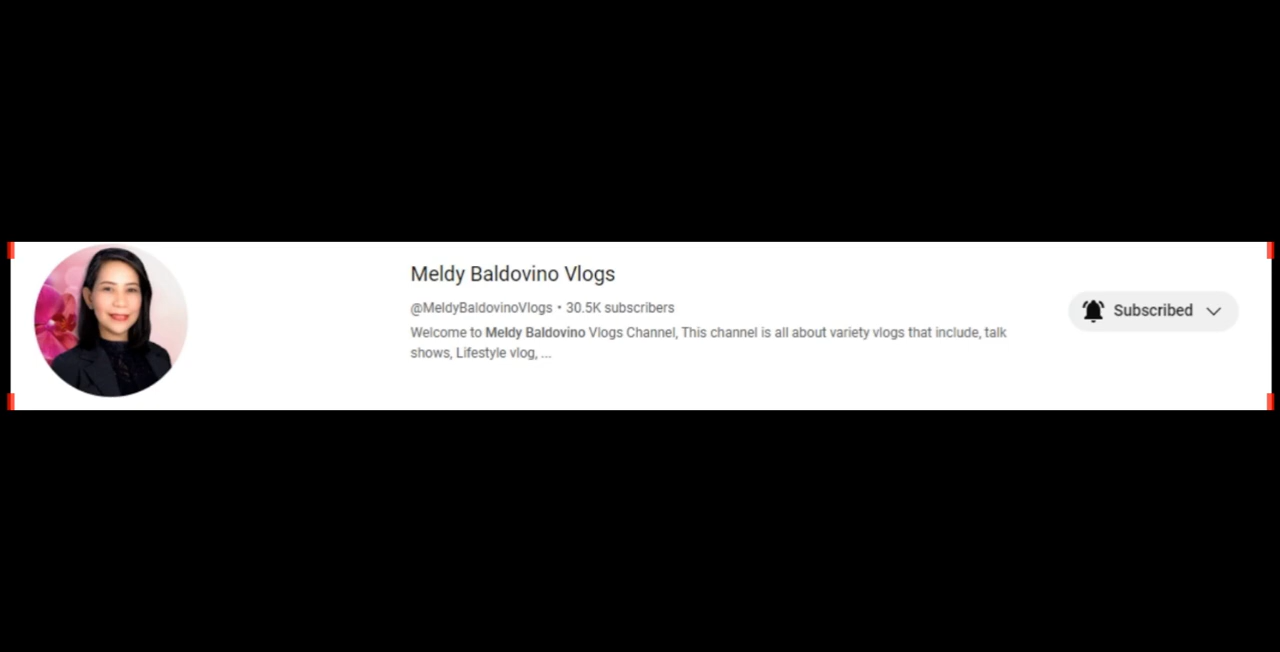 Meldy Baldovino Vlogs
@MeldyBaldovinoVlogs • 30.5K subscribers
Welcome to Meldy Baldovino Vlogs Channel, This channel is all about variety vlogs that include, talk
shows, Lifestyle vlog, ...
Subscribed